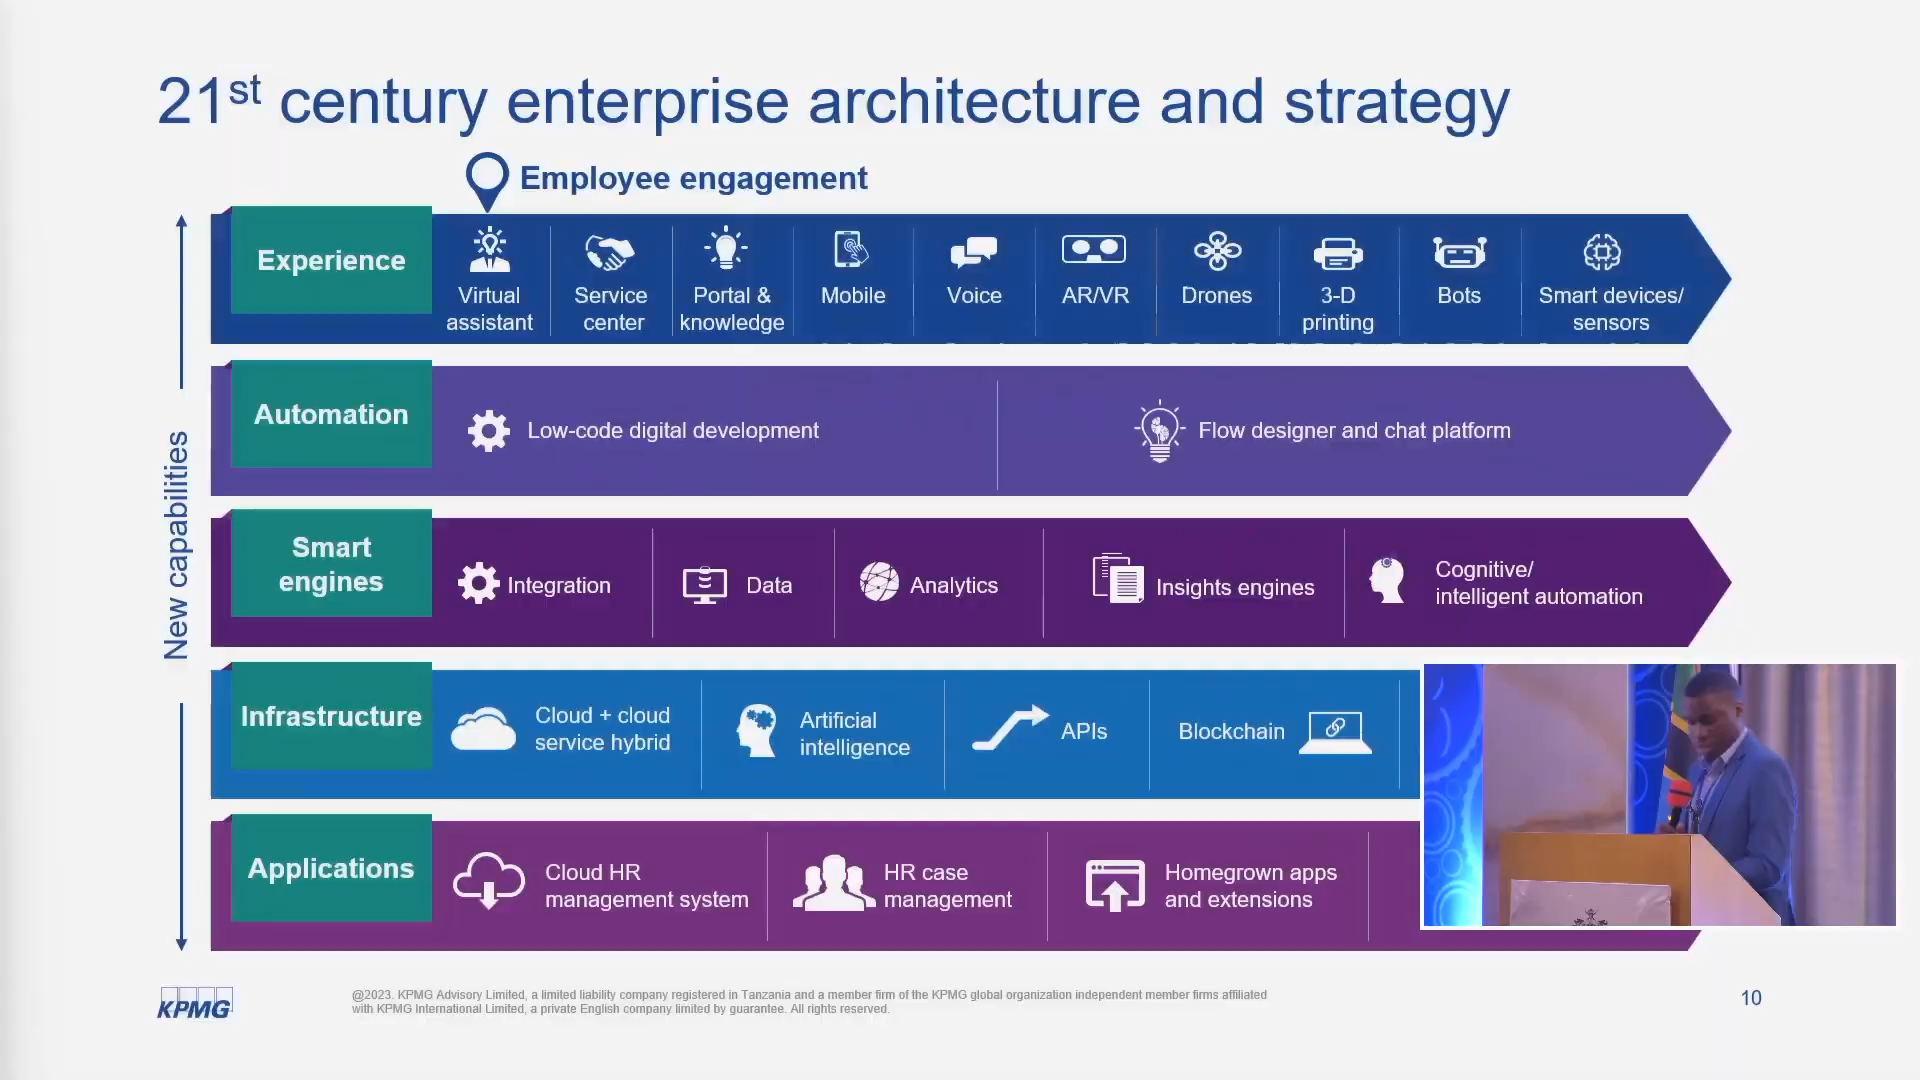 21st century enterprise architecture and strategy
Employee engagement
New capabilities
Experience
Virtual
assistant
Service
center
Portal &
knowledge
Mobile
Voice
AR/VR
Drones
3-D
printing
Bots
Smart devices/
sensors
Automation
Low-code digital development
Flow designer and chat platform
Smart
engines
Integration
Data
Analytics
Insights engines
Cognitive/
intelligent automation
Infrastructure
Cloud + cloud
service hybrid
Artificial
intelligence
APIs
Blockchain
Applications
Cloud HR
management system
HR case
management
Homegrown apps
and extensions
KPMG
@2023. KPMG Advisory Limited, a limited liability company registered in Tanzania and a member firm of the KPMG global organization independent member firms affiliated
with KPMG International Limited, a private English company limited by guarantee. All rights reserved.
10